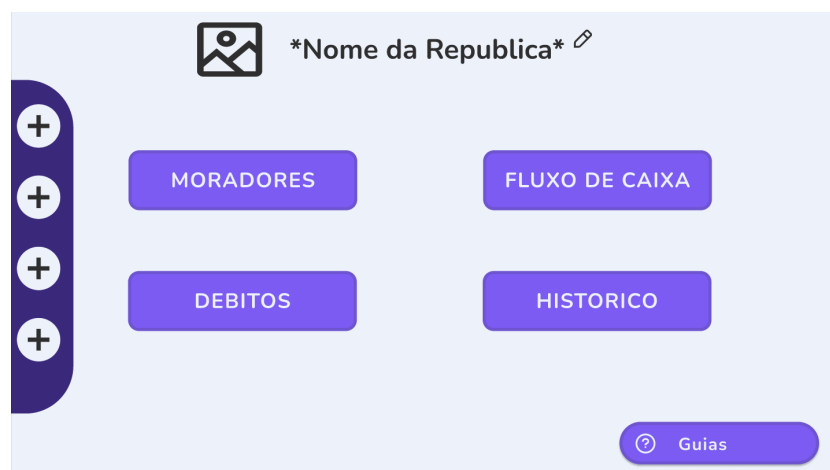 *Nome da Republica*
MORADORES
FLUXO DE CAIXA
DEBITOS
HISTORICO
Guias